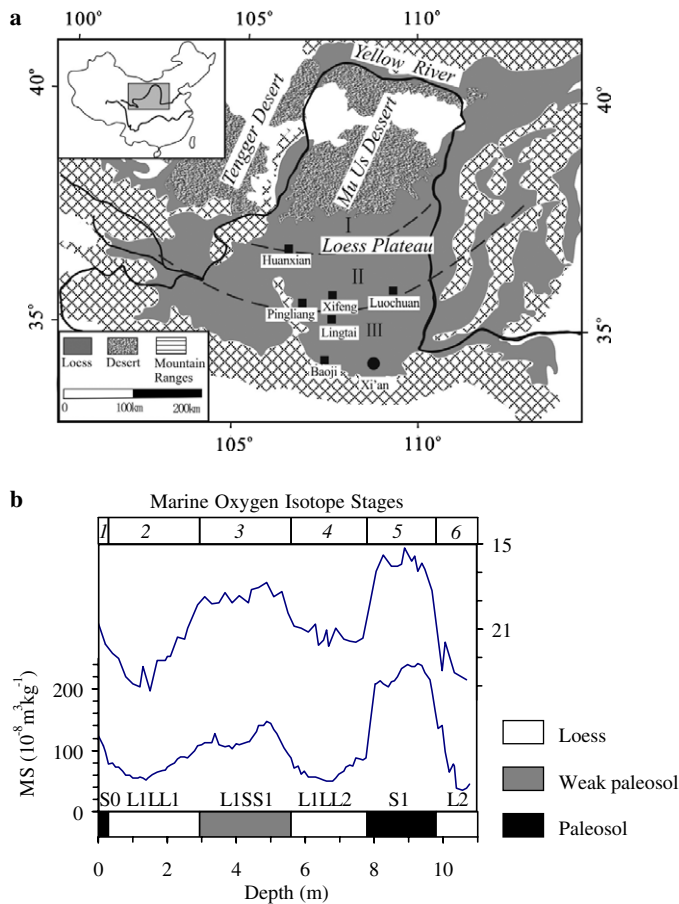 a
100° 105° 110°
40°
40°
35°
35°
Yellow River
Tengger Desert
Mu Us Dessert
I
Loess Plateau
Huanxian
II
Pingliang
Xifeng
Luochuan
Lingtai
III
Baoji
Xi'an
Loess Desert Mountain
Ranges
0 100km 200km
105° 110°
b
Marine Oxygen Isotope Stages
1 2 3 4 5 6
15
21
MS (10-8m3kg-1)
200
100
0
S0 L1LL1 L1SS1 L1LL2 S1 L2
0 2 4 6 8 10
Depth (m)
Loess
Weak paleosol
Paleosol